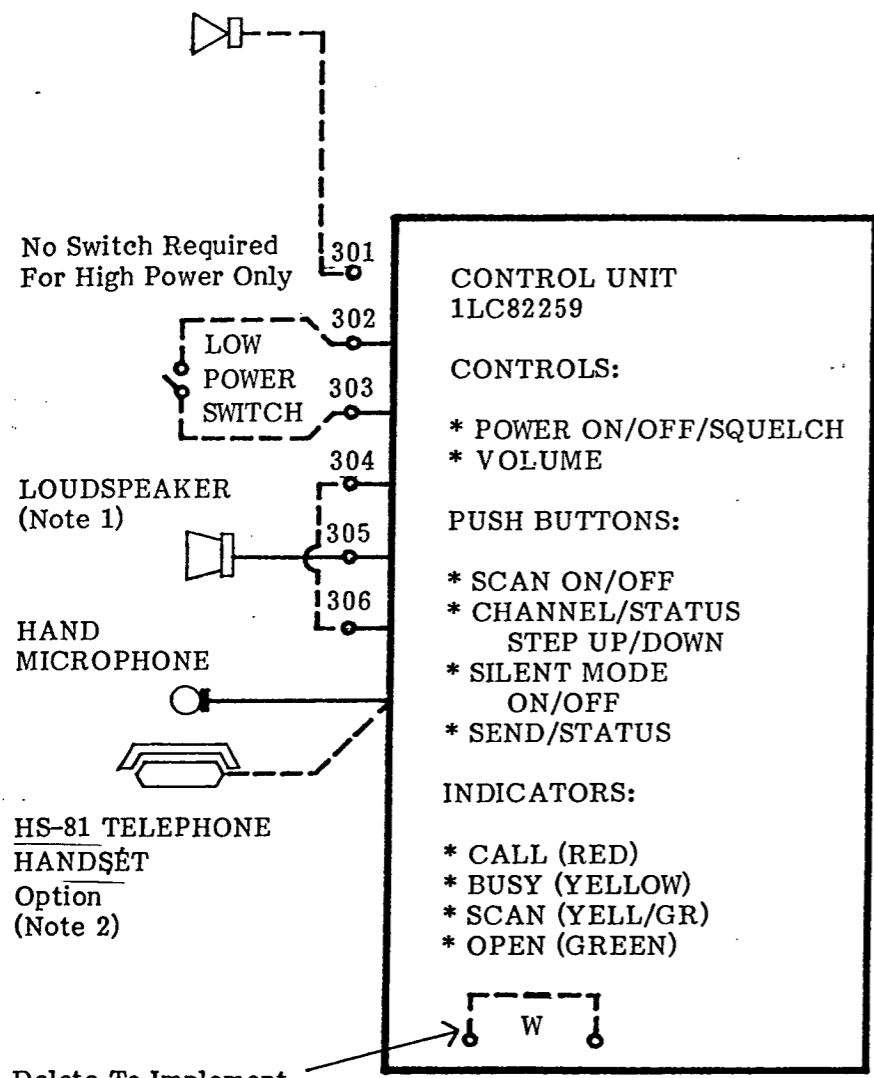 No Switch Required
For High Power Only
301
302
LOW
POWER
SWITCH
303
304
LOUDSPEAKER
(Note 1)
305
306
HAND
MICROPHONE
HS-81 TELEPHONE
HANDSET
Option
(Note 2)
CONTROL UNIT
1LC82259
CONTROLS:
* POWER ON/OFF/SQUELCH
* VOLUME
PUSH BUTTONS:
* SCAN ON/OFF
* CHANNEL/STATUS
STEP UP/DOWN
* SILENT MODE
ON/OFF
* SEND/STATUS
INDICATORS:
* CALL (RED)
* BUSY (YELLOW)
* SCAN (YELL/GR)
* OPEN (GREEN)
W
Delete To Implement